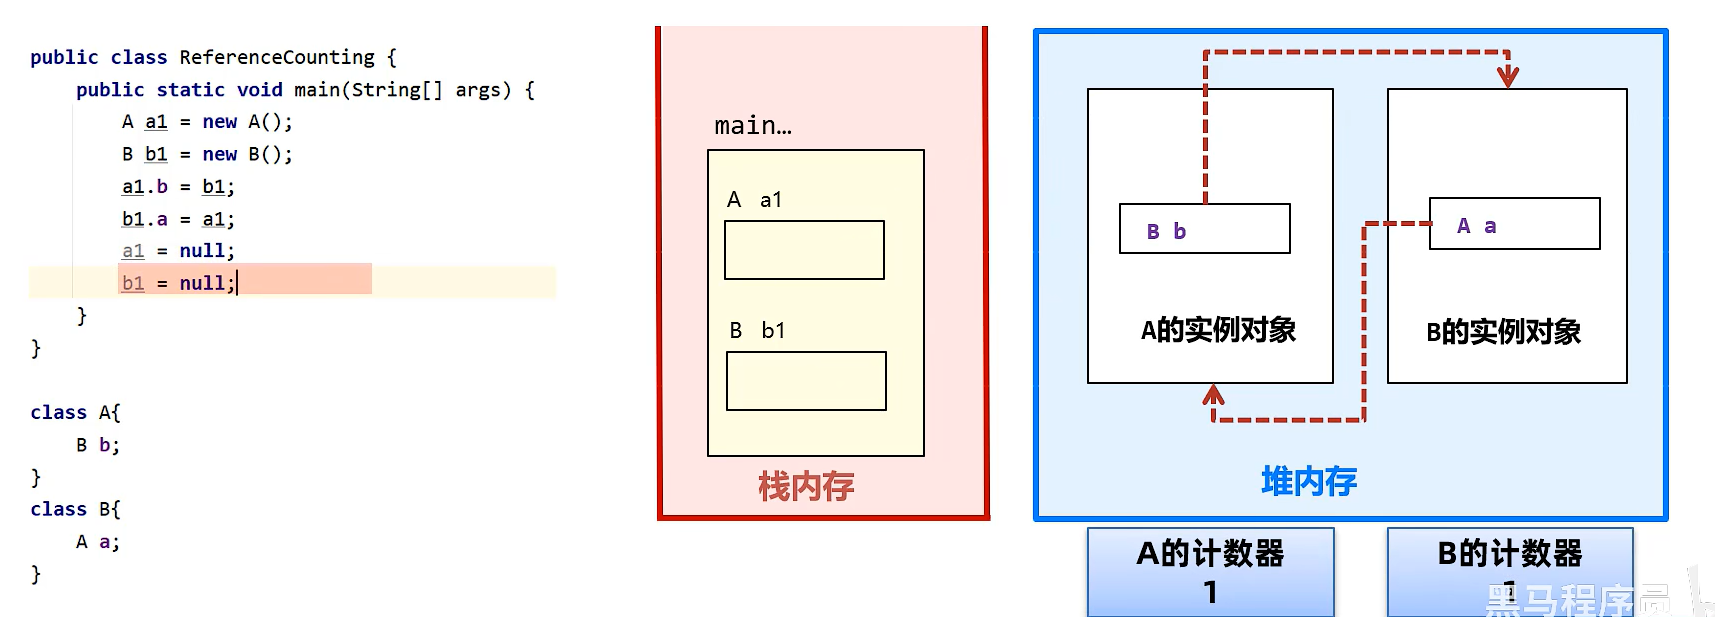 public class ReferenceCounting {
public static void main(String[] args) {
A a1 = new A();
B b1 = new B();
a1.b = b1;
b1.a = a1;
a1 = null;
b1 = null;
}
}
class A{
B b;
}
class B{
A a;
}
main…
A a1
B b1
栈内存
B b
A的实例对象
A a
B的实例对象
堆内存
A的计数器
1
B的计数器
1
黑马程序员